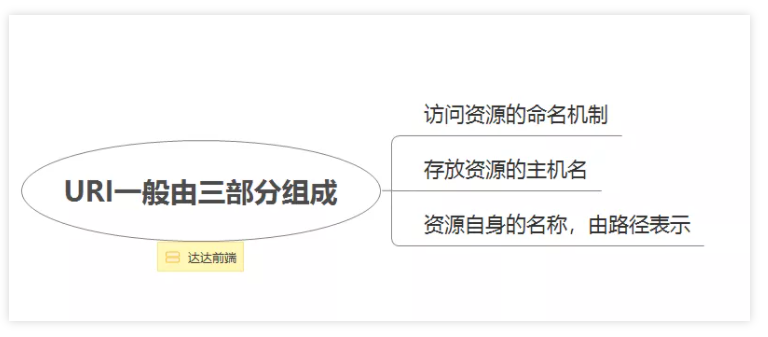 访问资源的命名机制
URI一般由三部分组成
存放资源的主机名
资源自身的名称，由路径表示
达达前端